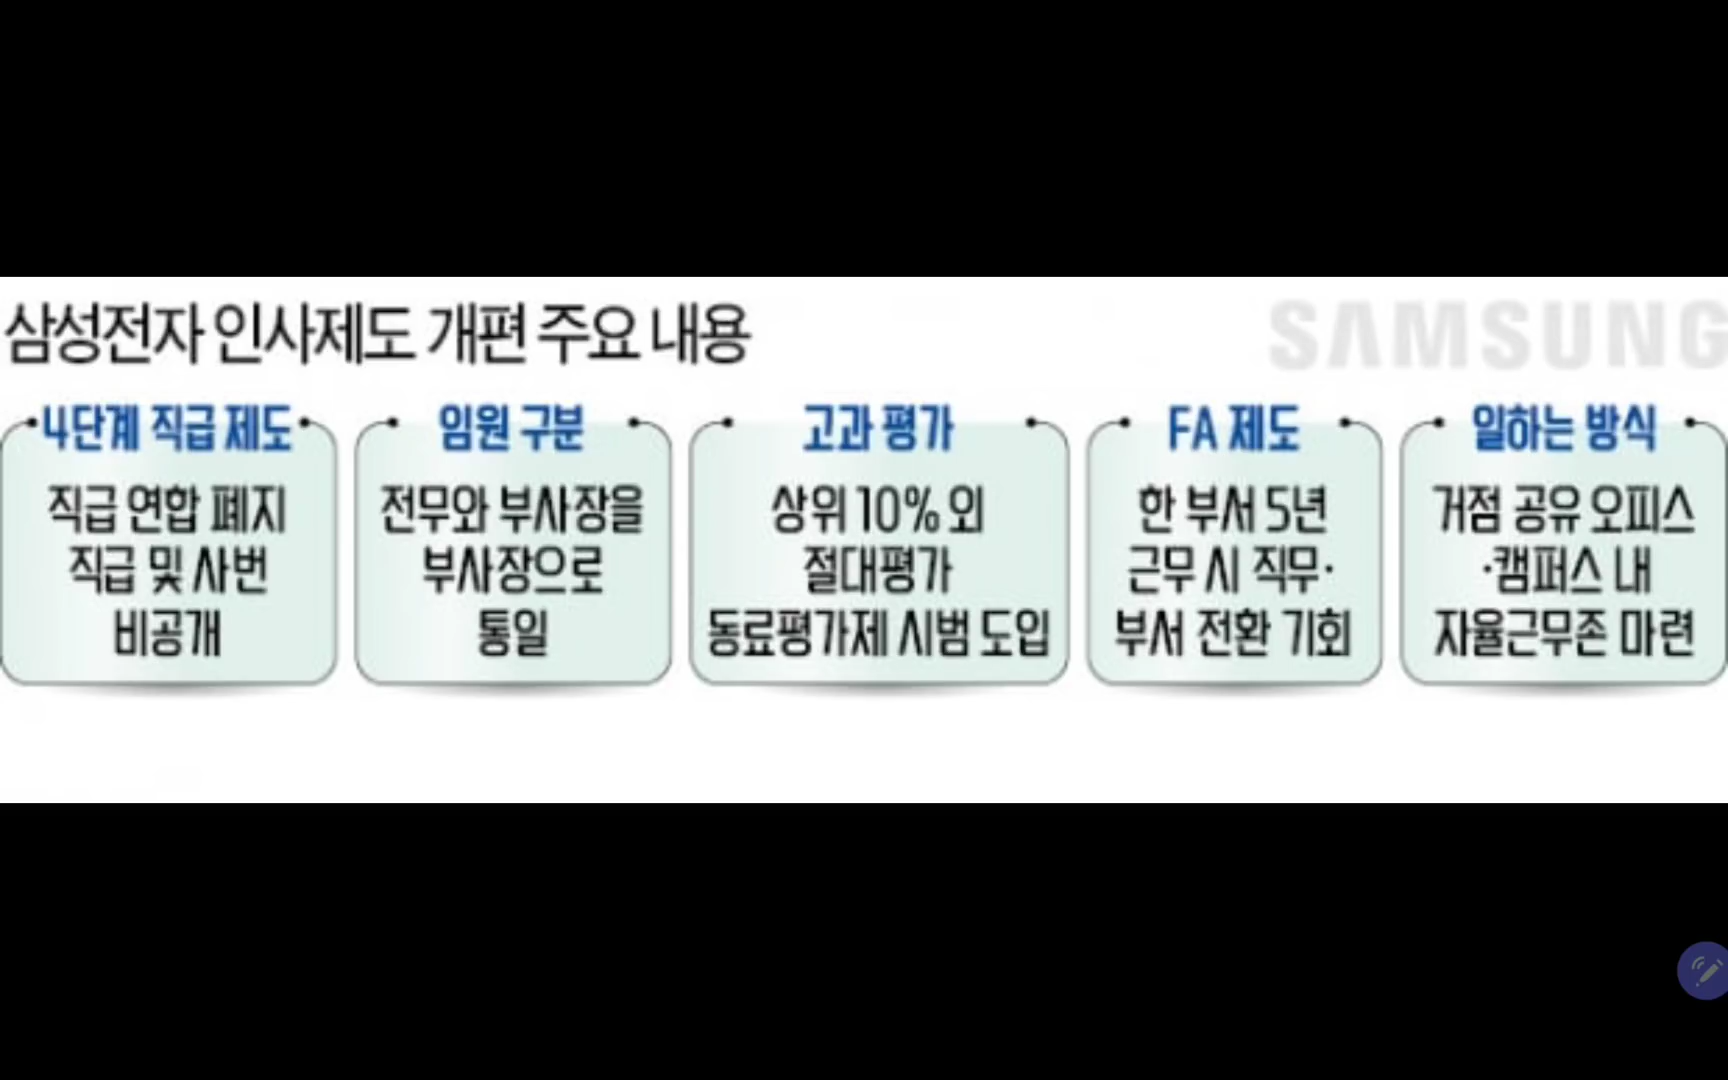 삼성전자 인사제도 개편 주요 내용
SAMSUNG
4단계 직급 제도
직급 연합 폐지
직급 및 사번
비공개
임원 구분
전무와 부사장을
부사장으로
통일
고과 평가
상위 10% 외
절대평가
동료평가제 시범 도입
FA 제도
한 부서 5년
근무 시 직무·
부서 전환 기회
일하는 방식
거점 공유 오피스
·캠퍼스 내
자율근무존 마련